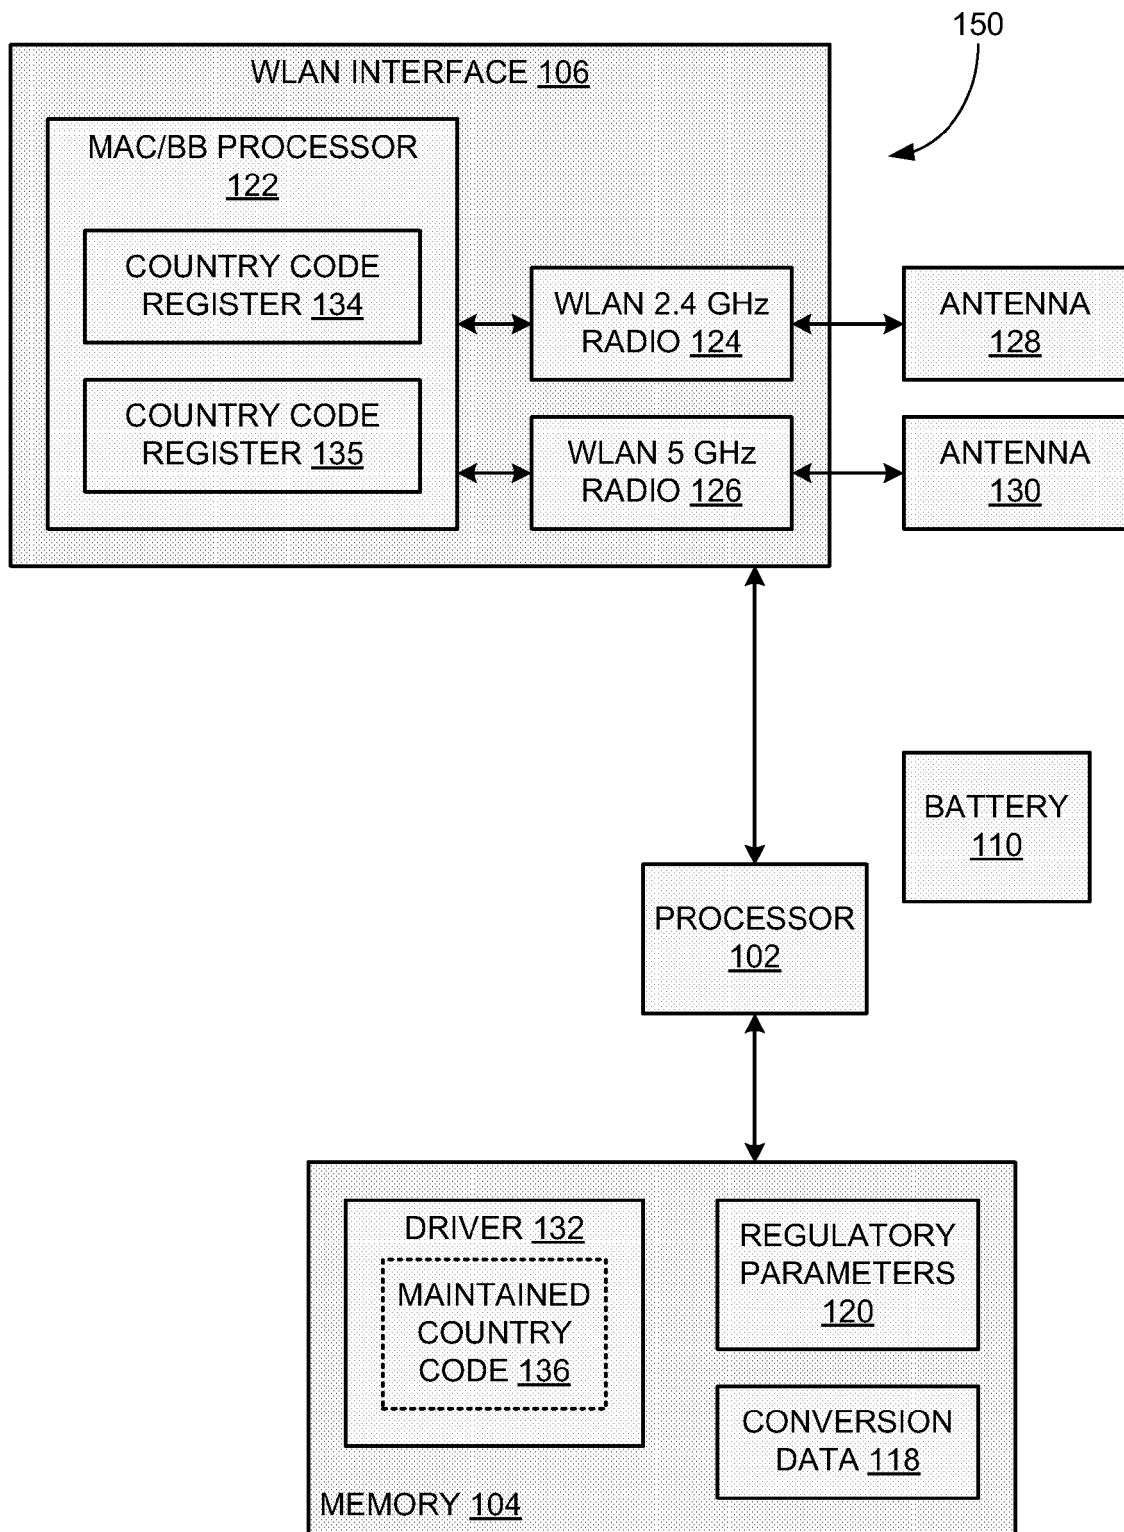 150
WLAN INTERFACE 106
MAC/BB PROCESSOR
122
COUNTRY CODE
REGISTER 134
WLAN 2.4 GHz
RADIO 124
ANTENNA
128
COUNTRY CODE
REGISTER 135
WLAN 5 GHz
RADIO 126
ANTENNA
130
BATTERY
110
PROCESSOR
102
DRIVER 132
MAINTAINED
COUNTRY
CODE 136
REGULATORY
PARAMETERS
120
CONVERSION
DATA 118
MEMORY 104